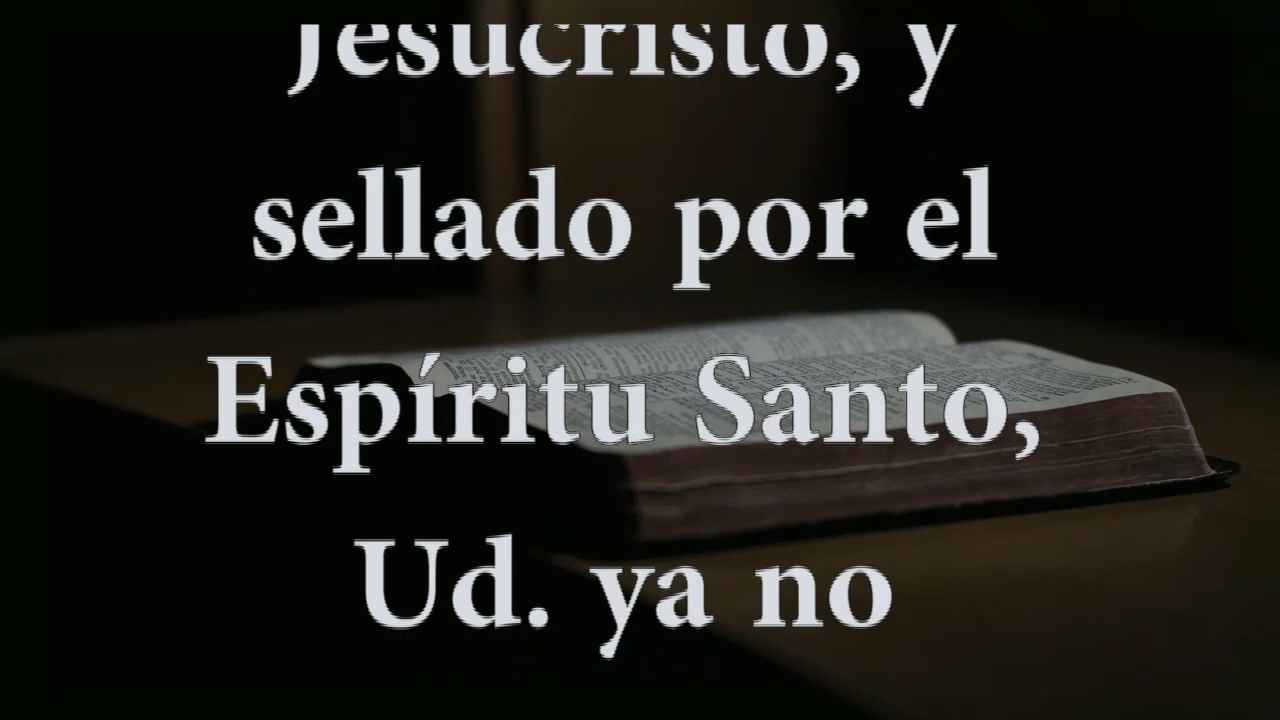 Jesucristo, y
sellado por el
Espíritu Santo,
Ud. ya no